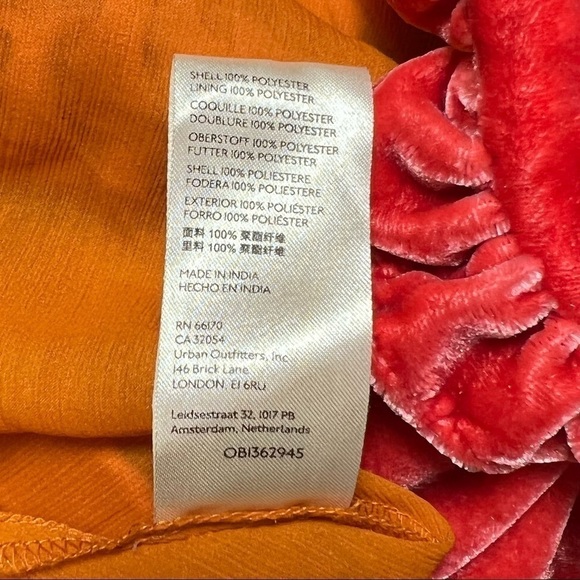 SHELL 100% POLYESTER
LINING 100% POLYESTER
COQUILLE 100% POLYESTER
DOUBLURE 100% POLYESTER
OBERSTOFF 100% POLYESTER
FUTTER 100% POLYESTER
SHELL 100% POLIESTERE
FODERA 100% POLIESTERE
EXTERIOR 100% POLIÉSTER
FORRO 100% POLIÉSTER
面料 100% 聚酯纤维
里料 100% 聚酯纤维
MADE IN INDIA
HECHO EN INDIA
RN 66170
CA 32054
Urban Outfitters, Inc.
146 Brick Lane
LONDON, E1 6RU
Leidsestraat 32, 1017 PB
Amsterdam, Netherlands
OB1362945